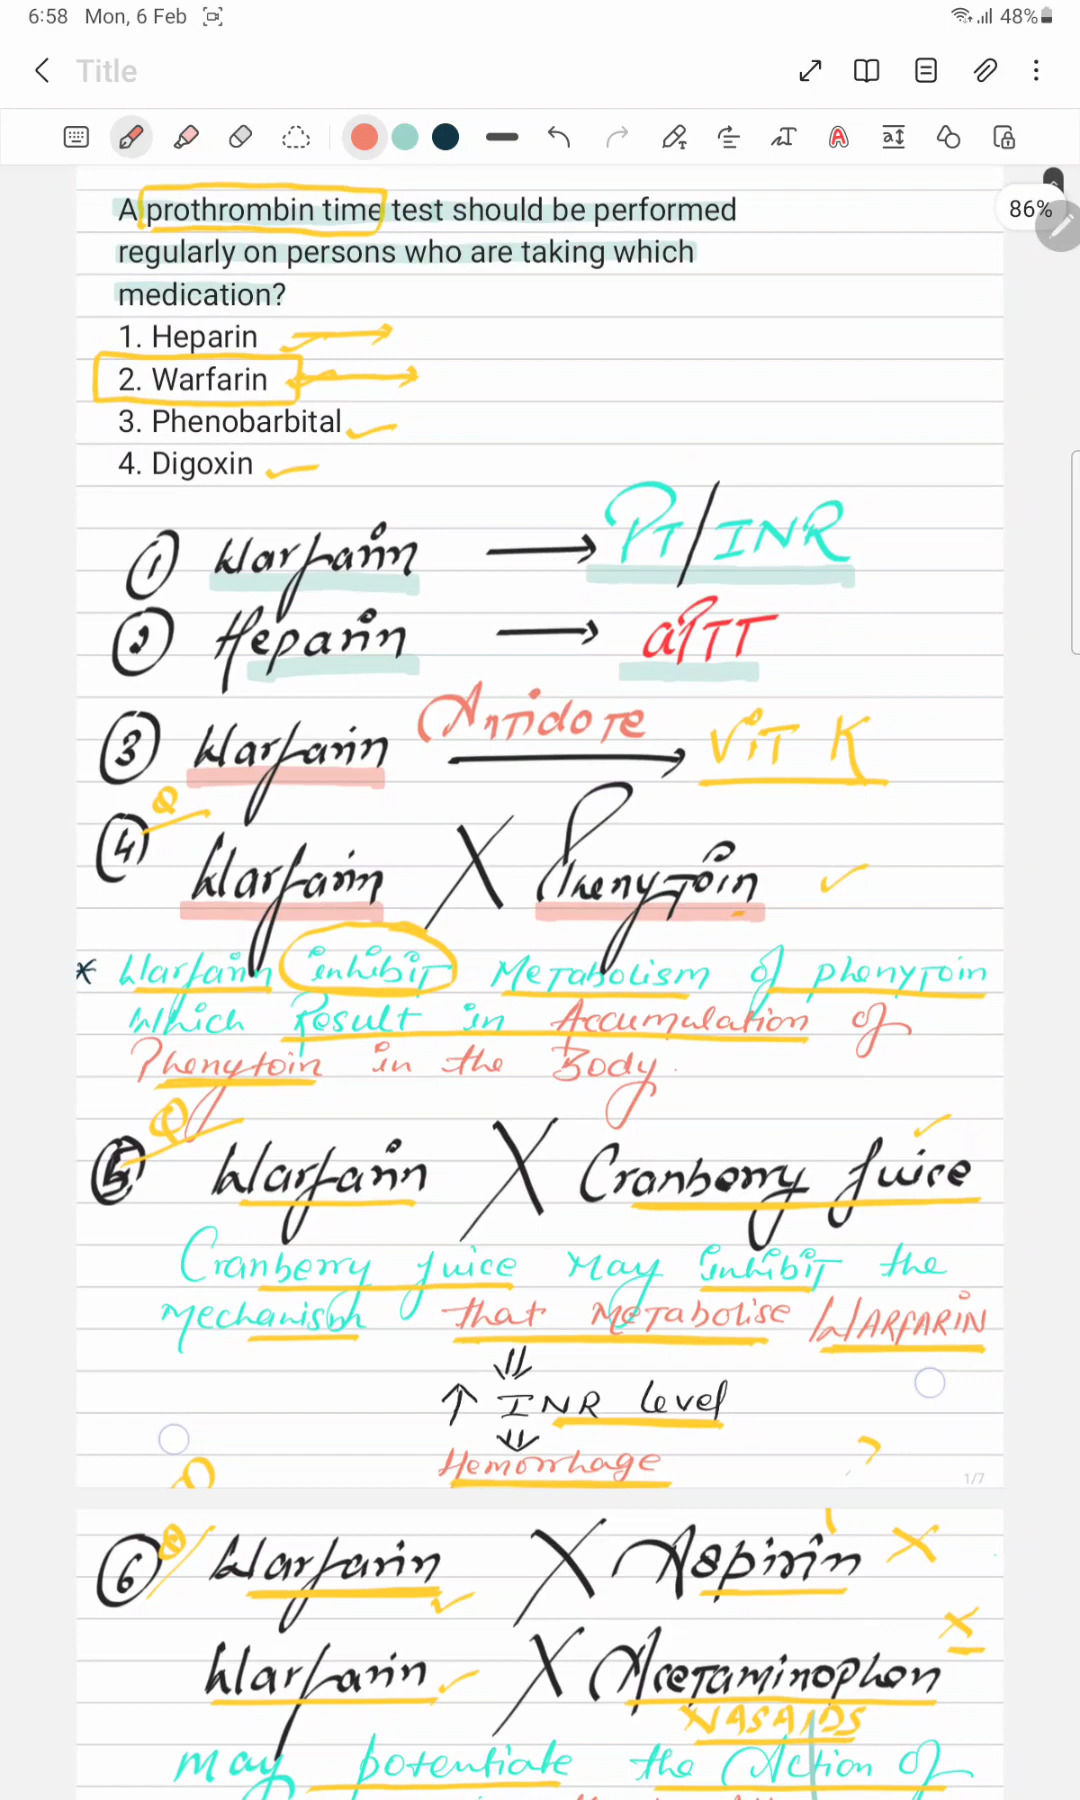 6:58 Mon, 6 Feb 48%
Title
86%
A prothrombin time test should be performed
regularly on persons who are taking which
medication?
1. Heparin
2. Warfarin
3. Phenobarbital
4. Digoxin
① Warfarin → PT/INR
② Heparin → aPTT
③ Warfarin Antidote → Vit K
Q
④ Warfarin X Phenytoin ✓
* Warfarin inhibit Metabolism of phenytoin
which Result in Accumulation of
Phenytoin in the Body.
Q
⑤ Warfarin X Cranberry Juice
Cranberry juice may inhibit the
mechanism that Metabolise WARFARIN
⇓
↑ INR level
⇓
Hemorrhage
?
1/7
⑥ Warfarin X Aspirin X
Warfarin X Acetaminophen X
NASAIDS
may potentiate the Action of